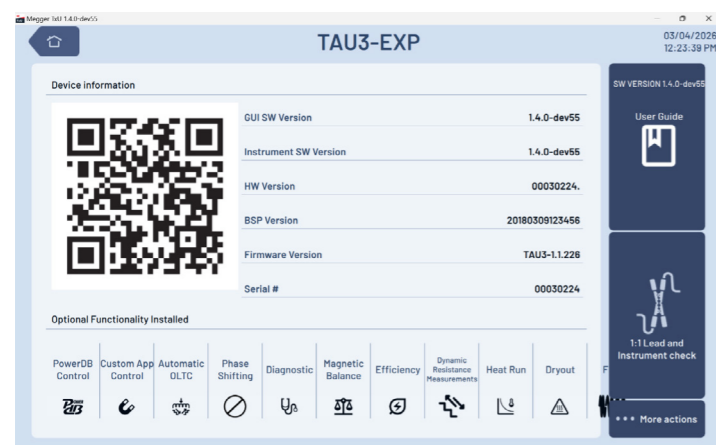 Megger TxU 1.4.0-dev55
TAU3-EXP
03/04/2026
12:23:39 PM
Device information
GUI SW Version 1.4.0-dev55
Instrument SW Version 1.4.0-dev55
HW Version 00030224.
BSP Version 20180309123456
Firmware Version TAU3-1.1.226
Serial # 00030224
Optional Functionality Installed
PowerDB Control
Custom App Control
Automatic OLTC
Phase Shifting
Diagnostic
Magnetic Balance
Efficiency
Dynamic Resistance Measurements
Heat Run
Dryout
F
SW VERSION 1.4.0-dev55
User Guide
1:1 Lead and
Instrument check
*** More actions